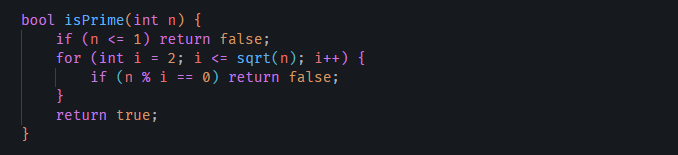 bool isPrime(int n) {
    if (n <= 1) return false;
    for (int i = 2; i <= sqrt(n); i++) {
        if (n % i == 0) return false;
    }
    return true;
}